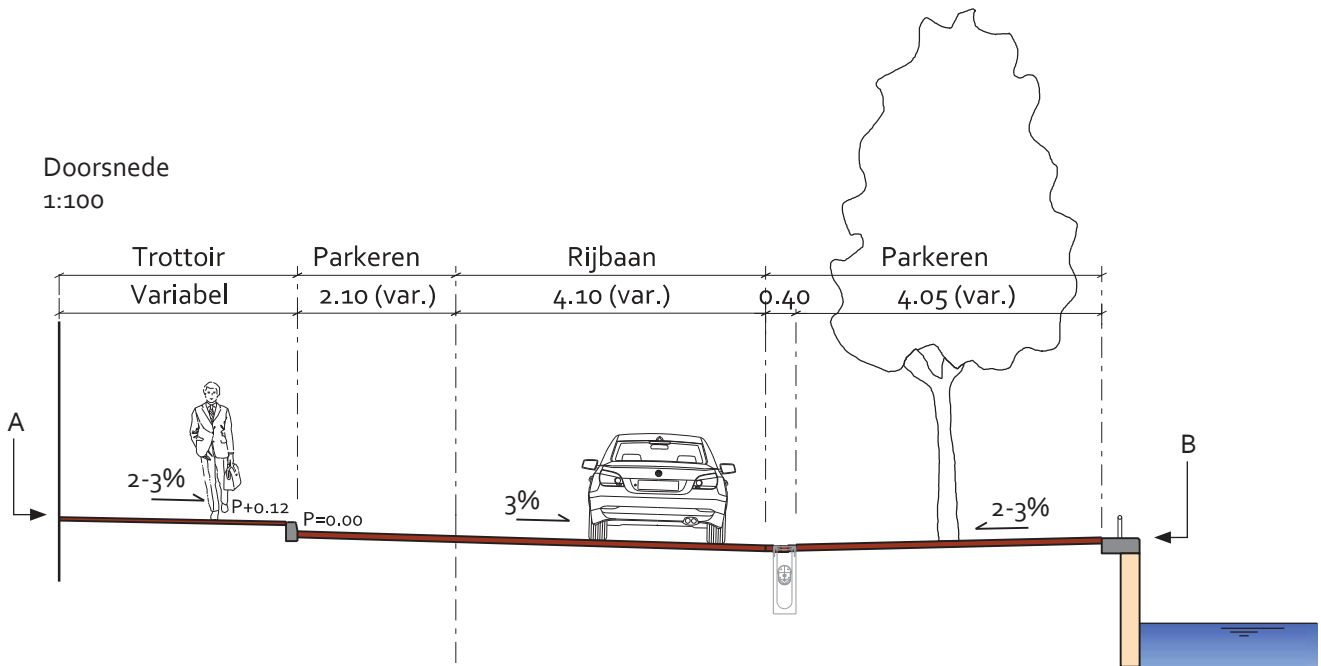 Doorsnede
1:100
Trottoir Parkeren Rijbaan Parkeren
Variabel 2.10 (var.) 4.10 (var.) 0.40 4.05 (var.)
A
B
2-3%
P+0.12
P=0.00
3%
2-3%